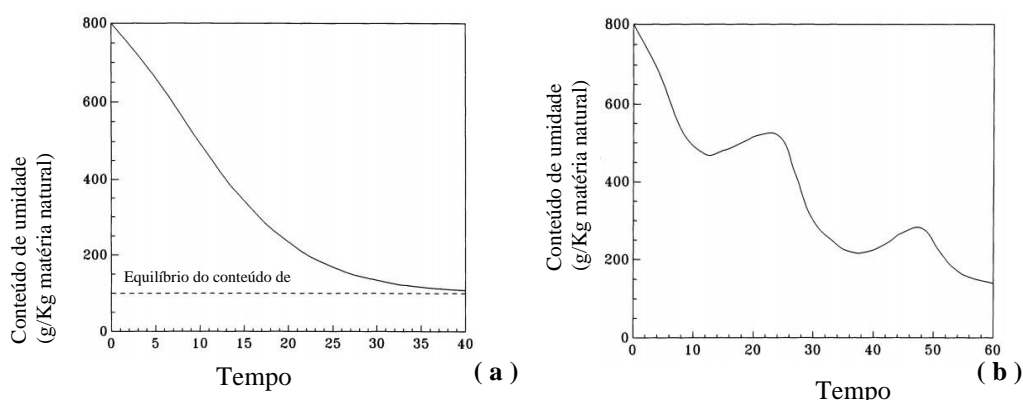 Conteúdo de umidade
(g/Kg matéria natural)
800
600
400
200
0
Equilíbrio do conteúdo de
0 5 10 15 20 25 30 35 40
Tempo
( a )
Conteúdo de umidade
(g/Kg matéria natural)
800
600
400
200
0
0 10 20 30 40 50 60
Tempo
( b )